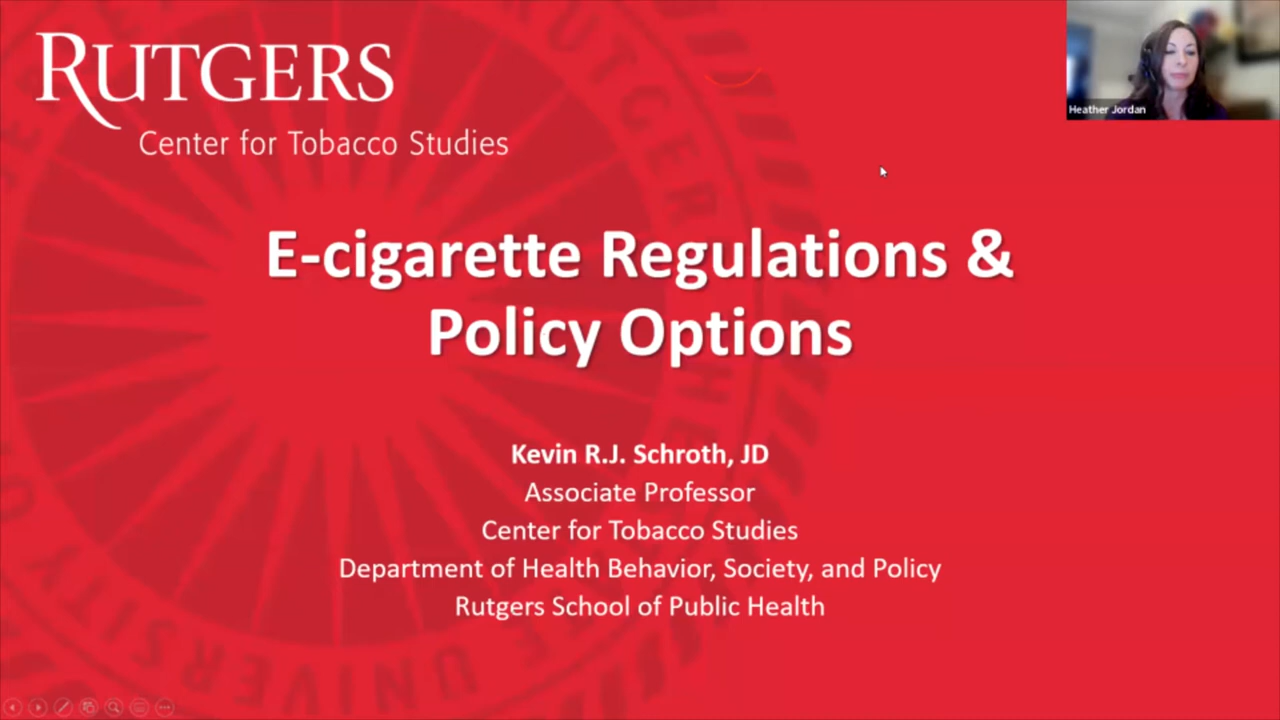 RUTGERS
Center for Tobacco Studies
Heather Jordan
E-cigarette Regulations &
Policy Options
Kevin R.J. Schroth, JD
Associate Professor
Center for Tobacco Studies
Department of Health Behavior, Society, and Policy
Rutgers School of Public Health